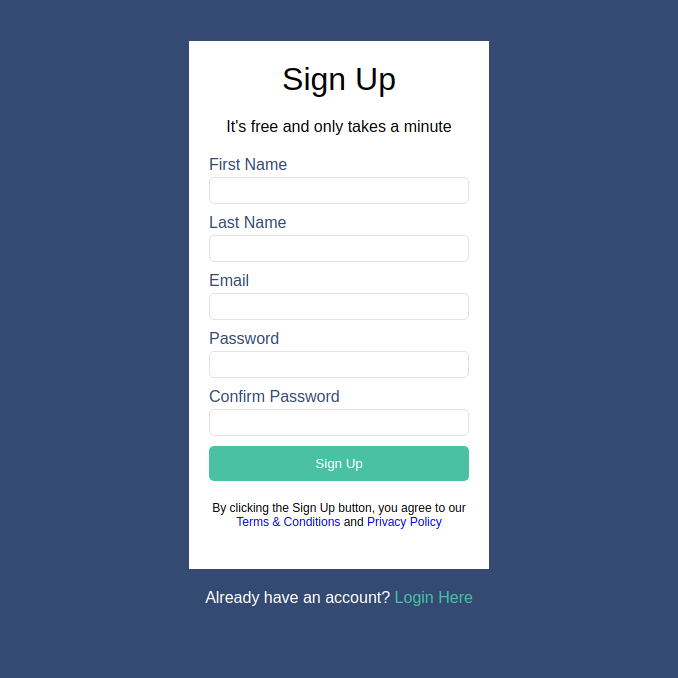 Sign Up
It's free and only takes a minute
First Name
Last Name
Email
Password
Confirm Password
Sign Up
By clicking the Sign Up button, you agree to our
Terms & Conditions and Privacy Policy
Already have an account? Login Here